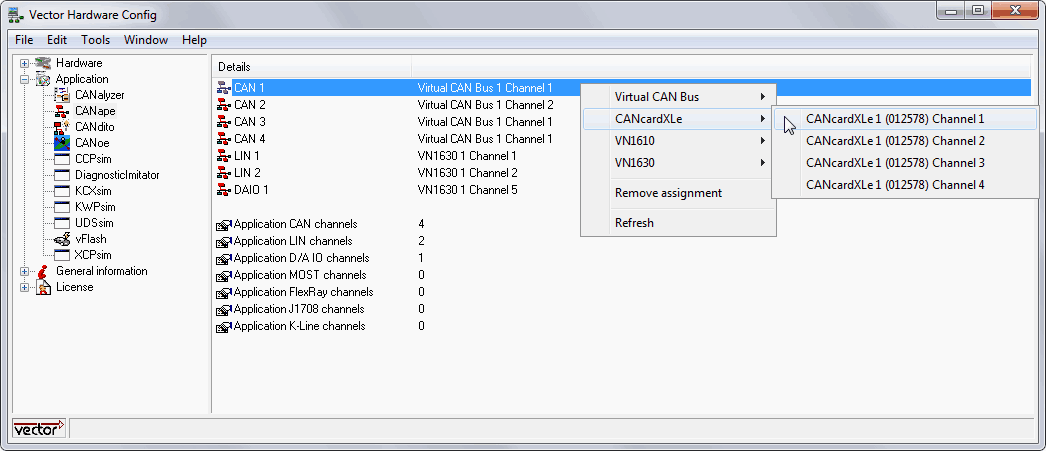 Vector Hardware Config
File Edit Tools Window Help
Hardware
Application
CANalyzer
CANape
CANdito
CANoe
CCPsim
DiagnosticImitator
KCXsim
KWPsim
UDSsim
vFlash
XCPsim
General information
License
Details
CAN 1 Virtual CAN Bus 1 Channel 1
CAN 2 Virtual CAN Bus 1 Channel 2
CAN 3 Virtual CAN Bus 1 Channel 1
CAN 4 Virtual CAN Bus 1 Channel 1
LIN 1 VN1630 1 Channel 1
LIN 2 VN1630 1 Channel 2
DAIO 1 VN1630 1 Channel 5
Application CAN channels 4
Application LIN channels 2
Application D/A IO channels 1
Application MOST channels 0
Application FlexRay channels 0
Application J1708 channels 0
Application K-Line channels 0
Virtual CAN Bus
CANcardXLe
VN1610
VN1630
Remove assignment
Refresh
CANcardXLe 1 (012578) Channel 1
CANcardXLe 1 (012578) Channel 2
CANcardXLe 1 (012578) Channel 3
CANcardXLe 1 (012578) Channel 4
vector